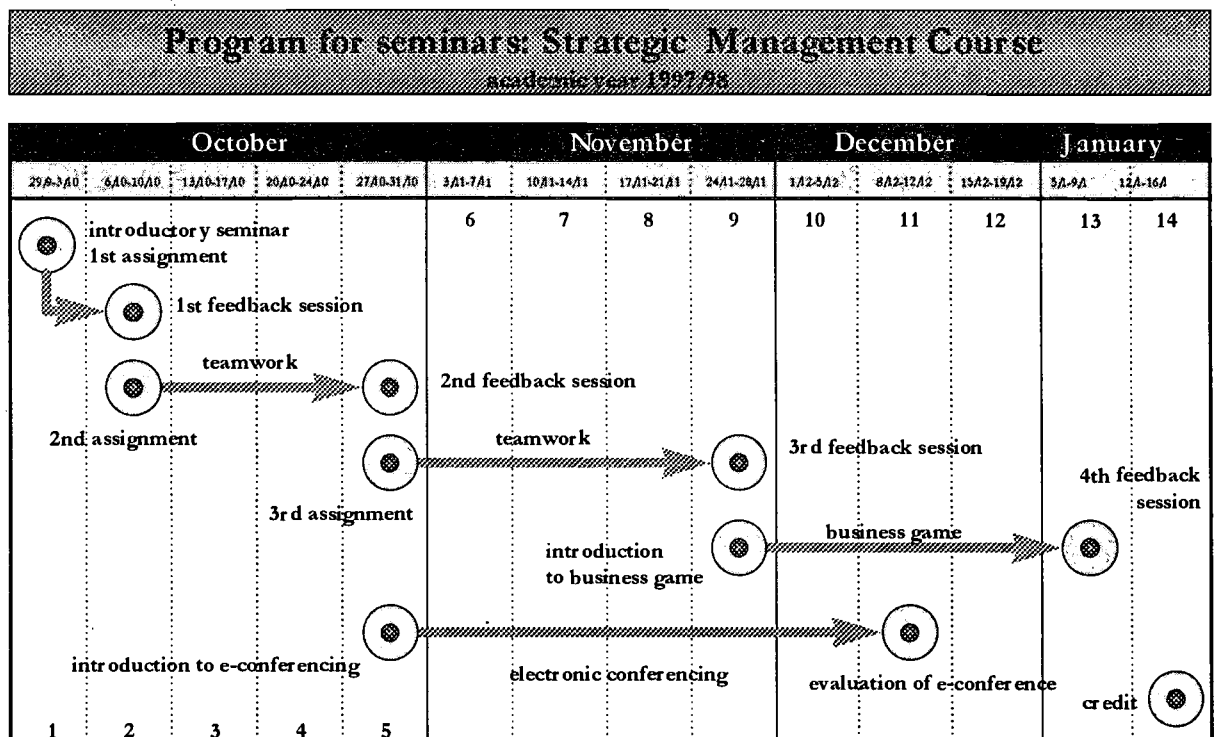 Program for seminars: Strategic Management Course
academic year 1997/98
October November December January
29/9-3/10 6/10-10/10 13/10-17/10 20/10-24/10 27/10-31/10 3/11-7/11 10/11-14/11 17/11-21/11 24/11-28/11 1/12-5/12 8/12-12/12 15/12-19/12 5/1-9/1 12/1-16/1
6 7 8 9 10 11 12 13 14
introductory seminar
1st assignment
1st feedback session
teamwork
2nd feedback session
2nd assignment
teamwork
3rd feedback session
4th feedback
session
3rd assignment
business game
introduction
to business game
introduction to e-conferencing
electronic conferencing
evaluation of e-conference
credit
1 2 3 4 5